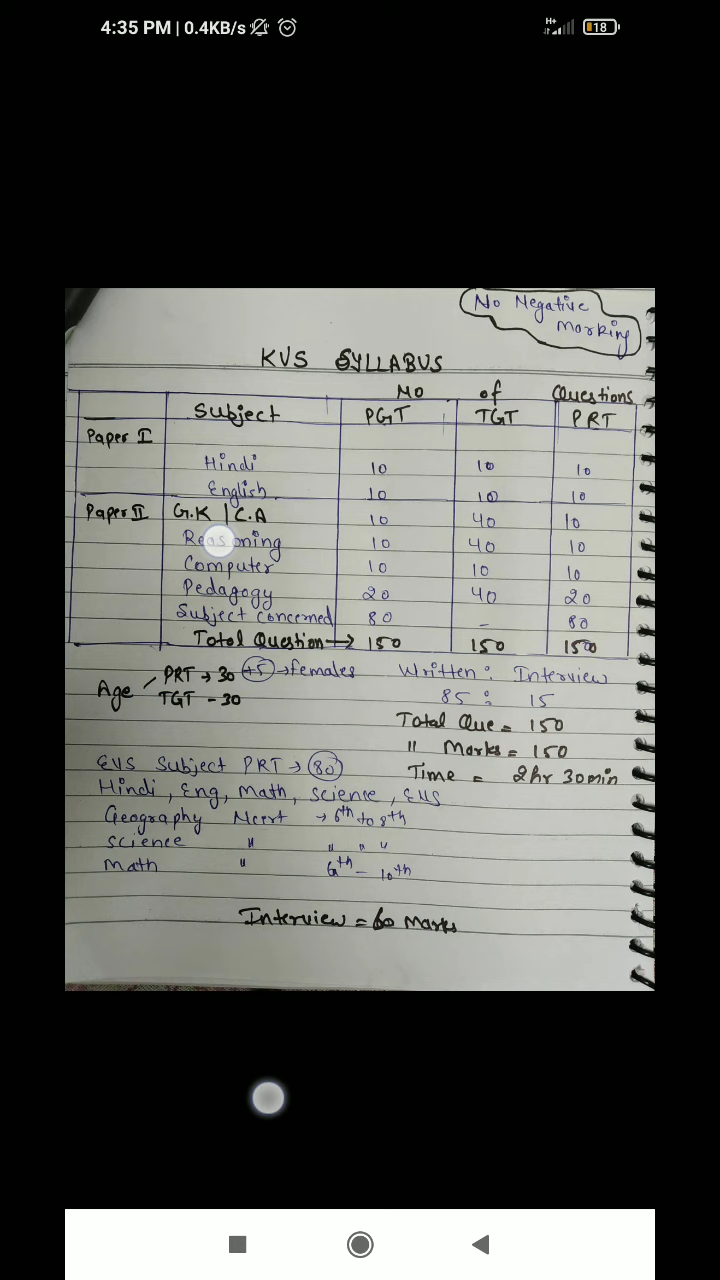 4:35 PM | 0.4KB/s
H+
18
No Negative
Marking
KVS SYLLABUS
No of Questions
Subject PGT TGT PRT
Paper I
Hindi 10 10 10
English 10 10 10
Paper II G.K | C.A 10 40 10
Reasoning 10 40 10
Computer 10 10 10
Pedagogy 20 40 20
Subject concerned 80 - 80
Total Question → 150 150 150
Age PRT → 30 +5 → females
TGT - 30
Written : Interview
85 : 15
Total Que = 150
" Marks = 150
Time = 2hr 30min
EVS Subject PRT → 80
Hindi, Eng, Math, science, EVS
Geography Ncert → 6th to 8th
science " " " "
Math " 6th - 10th
Interview = 60 Marks